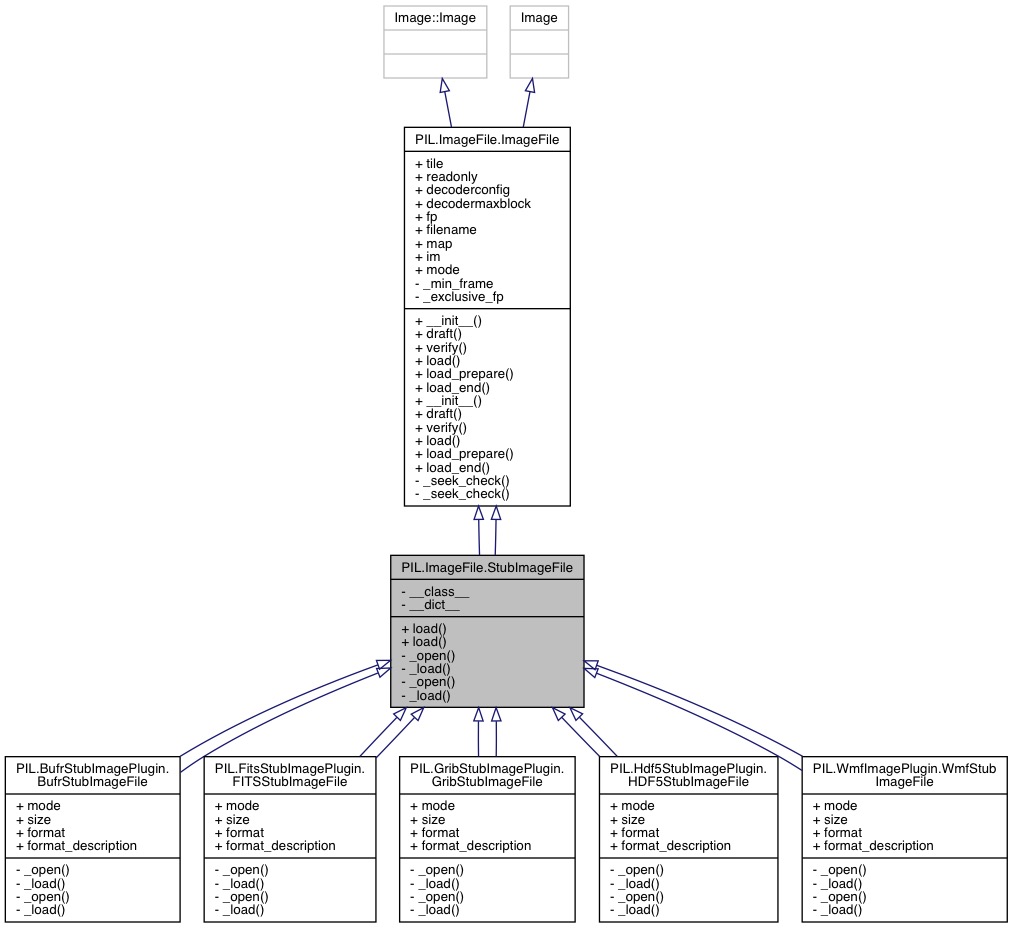 Image::Image
Image
PIL.ImageFile.ImageFile
+ tile
+ readonly
+ decoderconfig
+ decodermaxblock
+ fp
+ filename
+ map
+ im
+ mode
- _min_frame
- _exclusive_fp
+ __init__()
+ draft()
+ verify()
+ load()
+ load_prepare()
+ load_end()
+ __init__()
+ draft()
+ verify()
+ load()
+ load_prepare()
+ load_end()
- _seek_check()
- _seek_check()
PIL.ImageFile.StubImageFile
- __class__
- __dict__
+ load()
+ load()
- _open()
- _load()
- _open()
- _load()
PIL.BufrStubImagePlugin.
BufrStubImageFile
+ mode
+ size
+ format
+ format_description
- _open()
- _load()
- _open()
- _load()
PIL.FitsStubImagePlugin.
FITSStubImageFile
+ mode
+ size
+ format
+ format_description
- _open()
- _load()
- _open()
- _load()
PIL.GribStubImagePlugin.
GribStubImageFile
+ mode
+ size
+ format
+ format_description
- _open()
- _load()
- _open()
- _load()
PIL.Hdf5StubImagePlugin.
HDF5StubImageFile
+ mode
+ size
+ format
+ format_description
- _open()
- _load()
- _open()
- _load()
PIL.WmfImagePlugin.WmfStub
ImageFile
+ mode
+ size
+ format
+ format_description
- _open()
- _load()
- _open()
- _load()